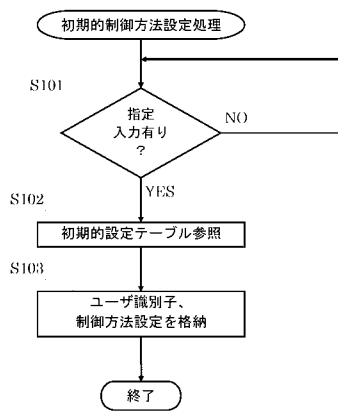 初期的制御方法設定処理
S101
指定
入力有り
?
NO
YES
S102
初期的設定テーブル参照
S103
ユーザ識別子、
制御方法設定を格納
終了